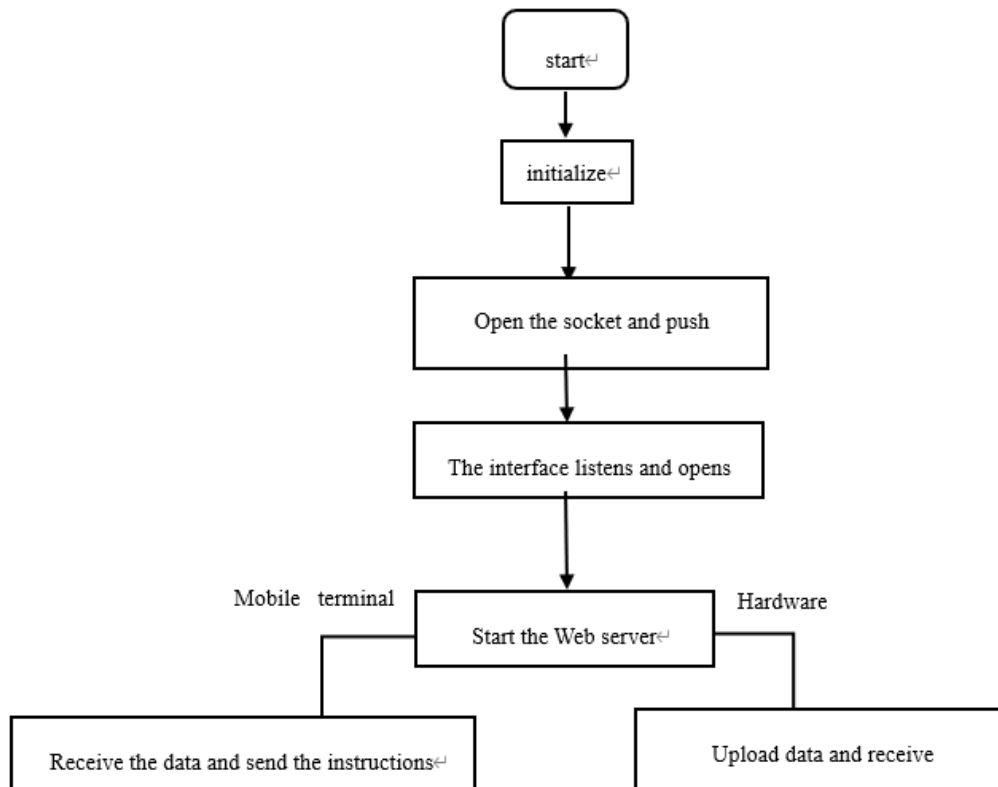 start
initialize
Open the socket and push
The interface listens and opens
Mobile terminal
Hardware
Start the Web server
Receive the data and send the instructions
Upload data and receive